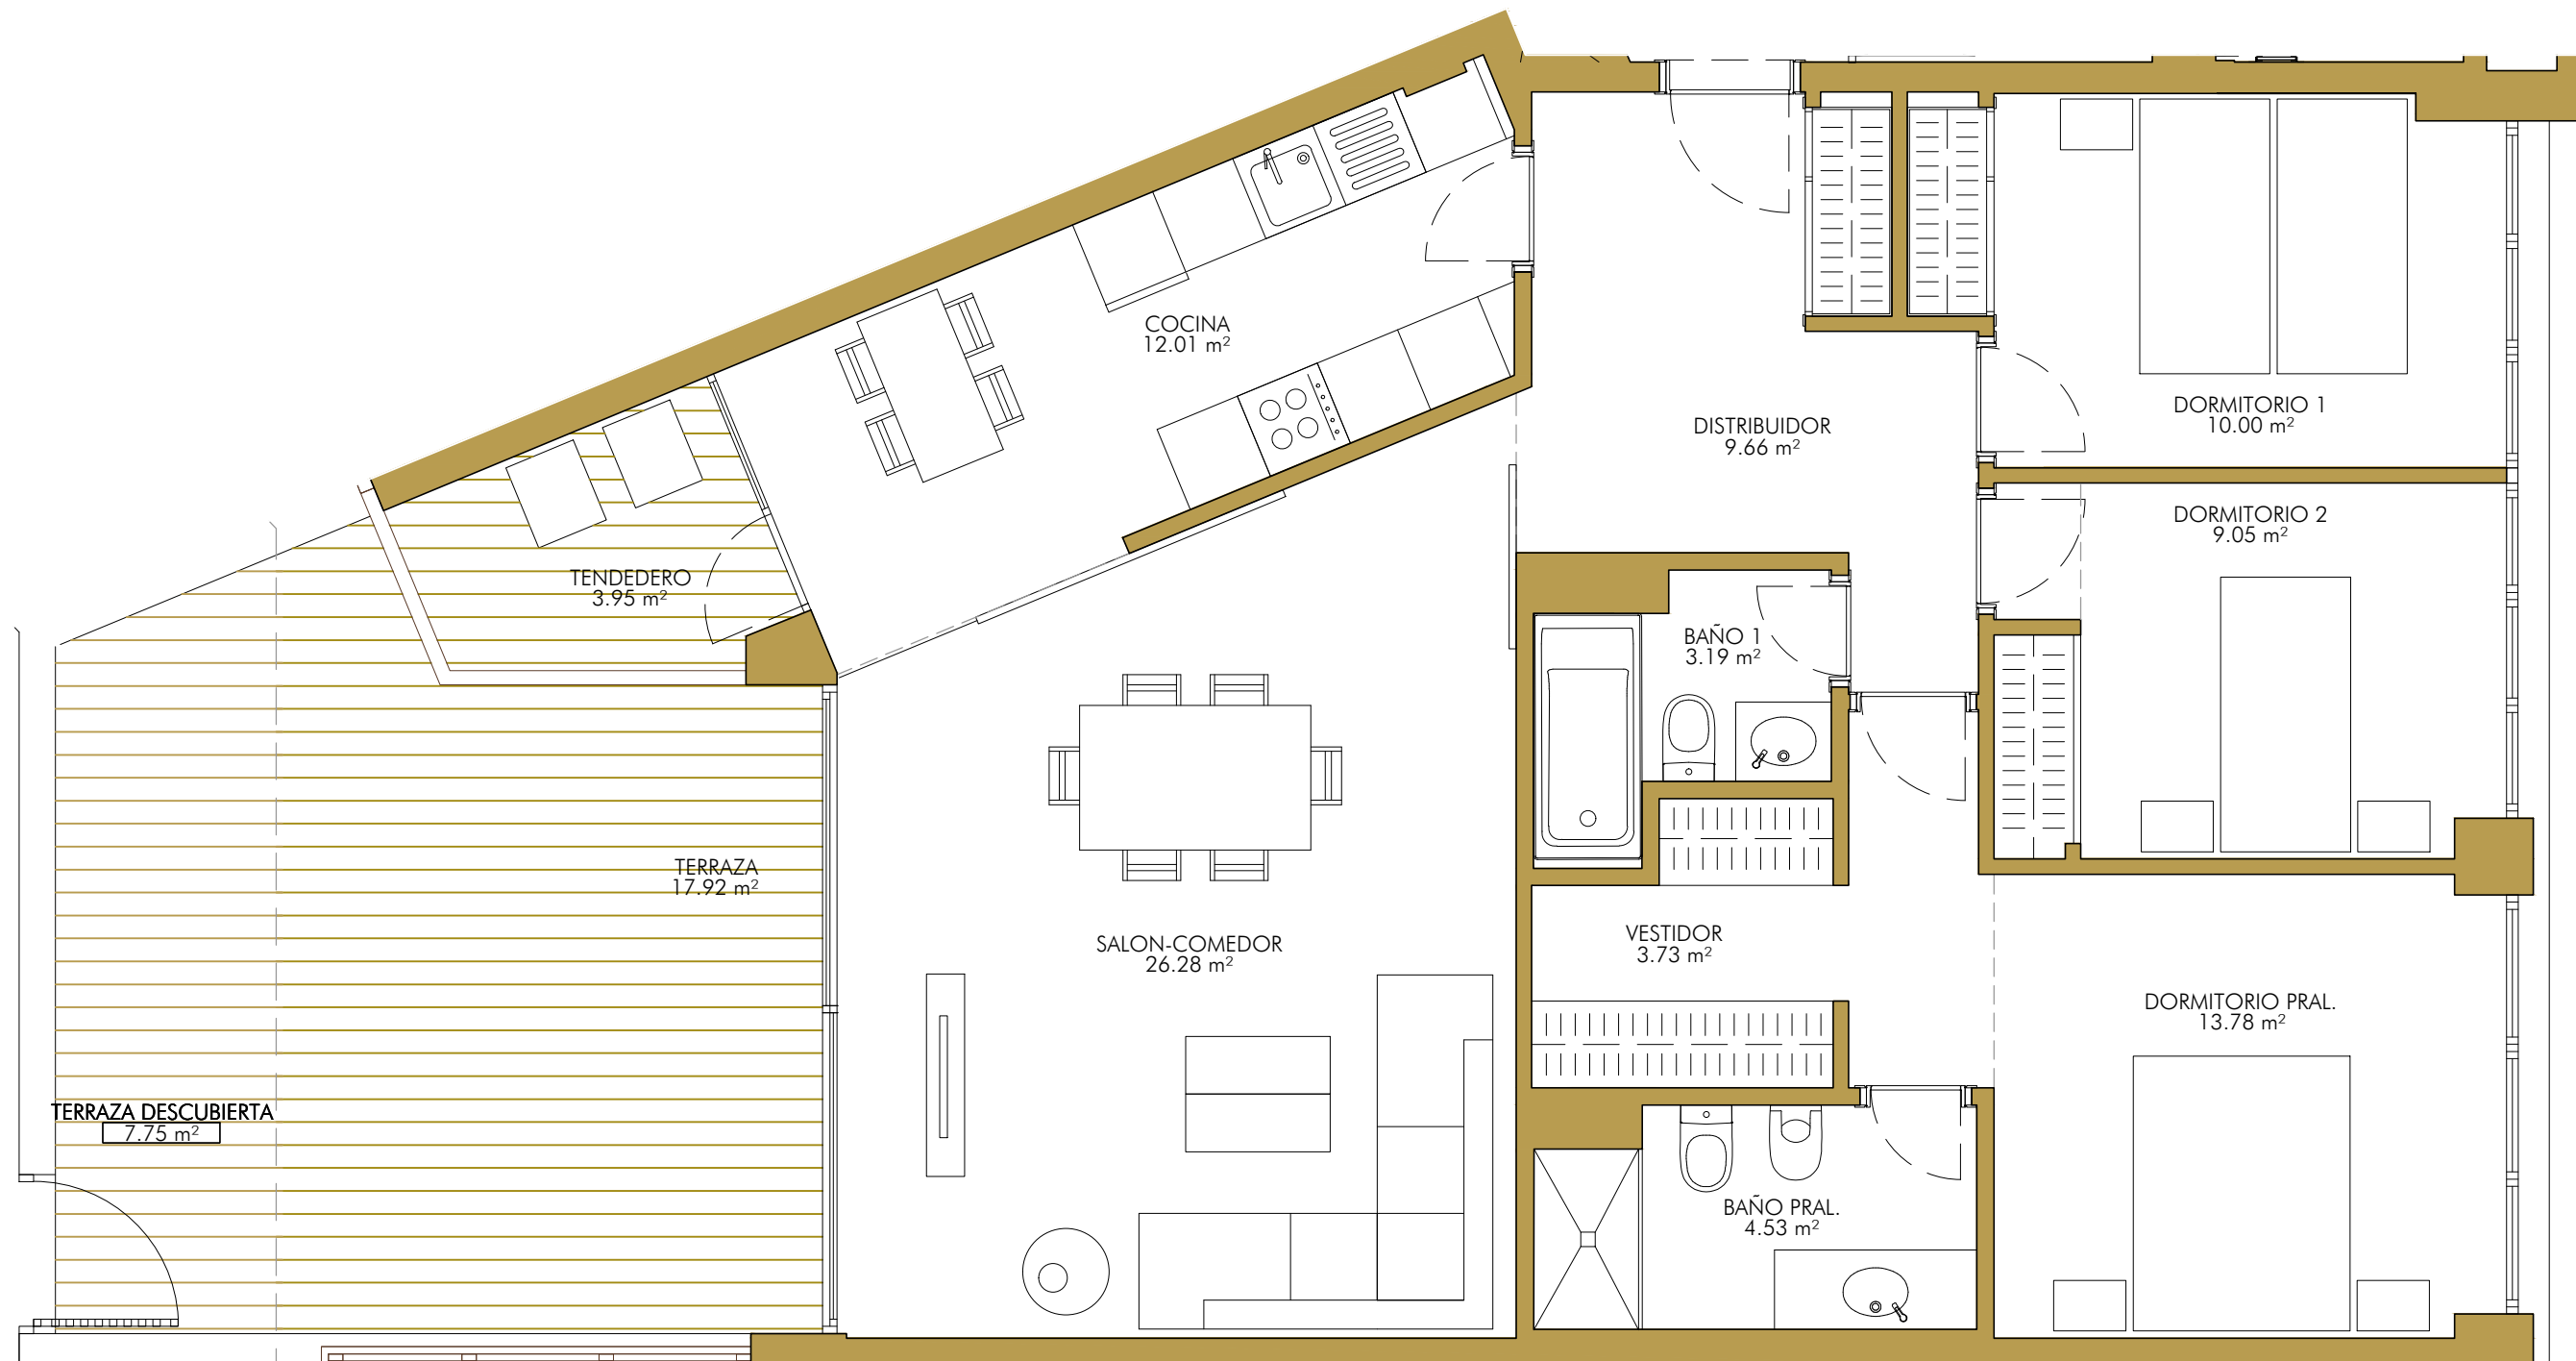 COCINA
12.01 m²
DISTRIBUIDOR
9.66 m²
DORMITORIO 1
10.00 m²
DORMITORIO 2
9.05 m²
TENDEDERO
3.95 m²
BAÑO 1
3.19 m²
TERRAZA
17.92 m²
SALON-COMEDOR
26.28 m²
VESTIDOR
3.73 m²
DORMITORIO PRAL.
13.78 m²
TERRAZA DESCUBIERTA
7.75 m²
BAÑO PRAL.
4.53 m²